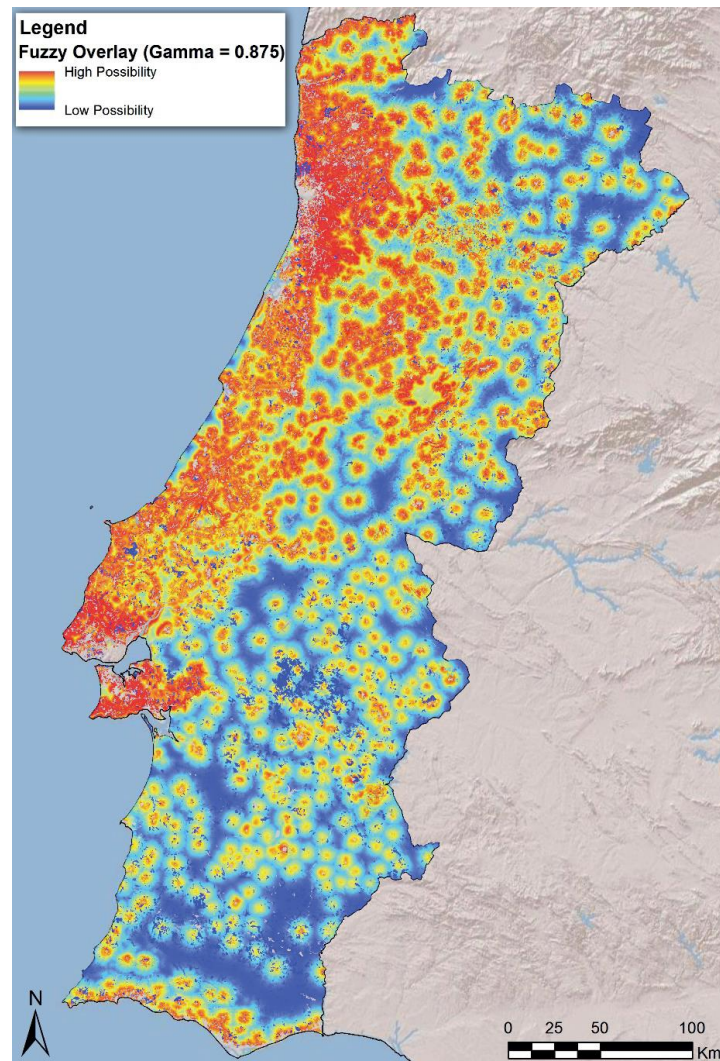 Legend
Fuzzy Overlay (Gamma = 0.875)
High Possibility
Low Possibility
N
0 25 50 100
Km